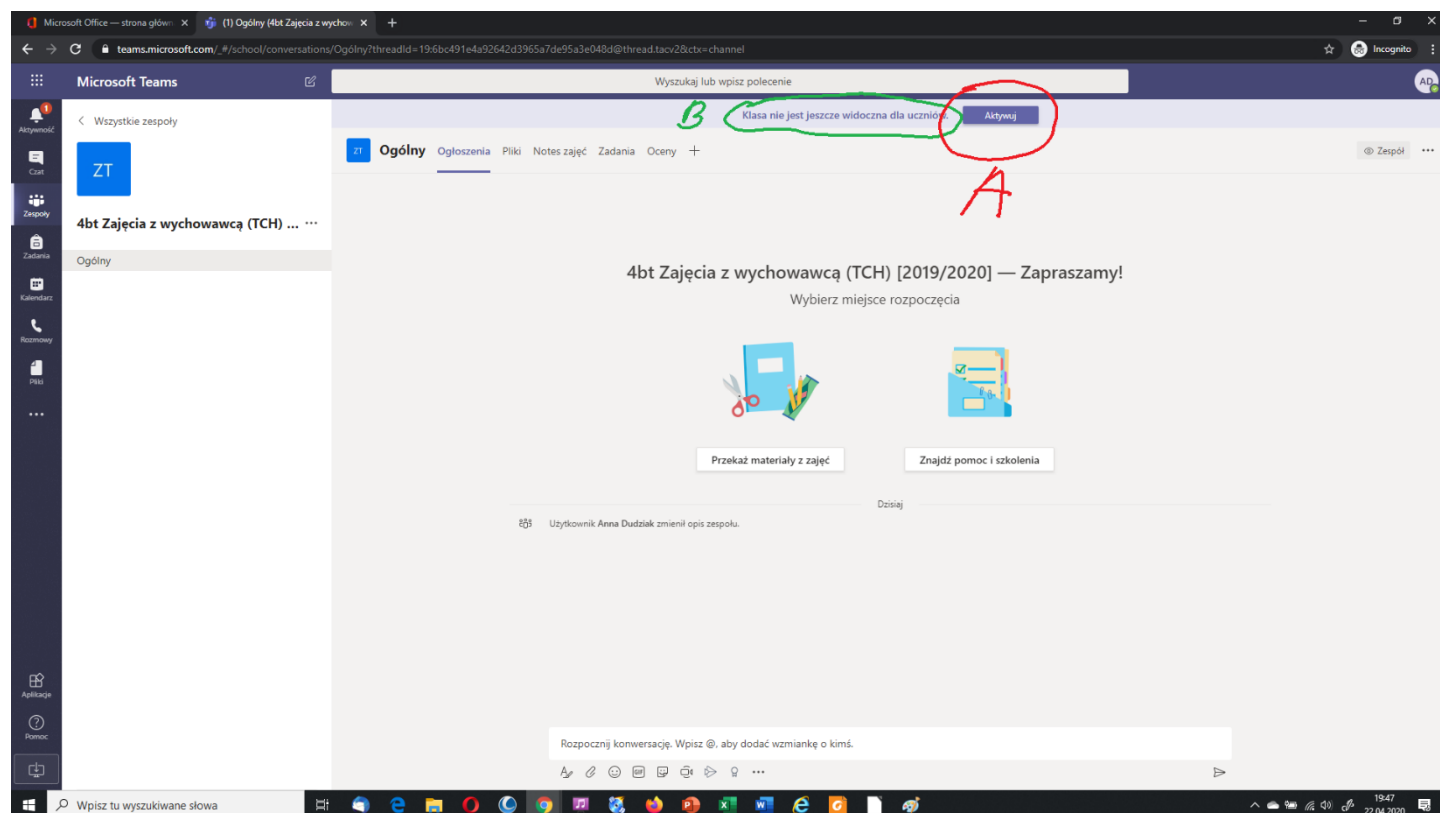 Microsoft Office — strona główn
(1) Ogólny (4bt Zajęcia z wychow
teams.microsoft.com/_#/school/conversations/Ogólny?threadId=19:6bc491e4a92642d3965a7de95a3e048d@thread.tacv2&ctx=channel
Incognito
Microsoft Teams
Wyszukaj lub wpisz polecenie
AD
1
Aktywność
Wszystkie zespoły
B
Klasa nie jest jeszcze widoczna dla uczniów.
Aktywuj
A
ZT
Ogólny
Ogłoszenia
Pliki
Notes zajęć
Zadania
Oceny
Zespół
Czat
ZT
Zespoły
4bt Zajęcia z wychowawcą (TCH) ...
Zadania
Ogólny
Kalendarz
Rozmowy
Pliki
4bt Zajęcia z wychowawcą (TCH) [2019/2020] — Zapraszamy!
Wybierz miejsce rozpoczęcia
Przekaż materiały z zajęć
Znajdź pomoc i szkolenia
Dzisiaj
Użytkownik Anna Dudziak zmienił opis zespołu.
Aplikacje
Pomoc
Rozpocznij konwersację. Wpisz @, aby dodać wzmiankę o kimś.
GIF
Wpisz tu wyszukiwane słowa
19:47
22.04.2020